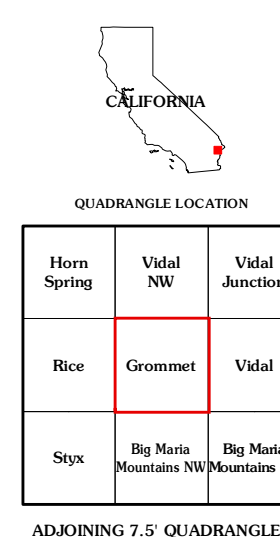 CALIFORNIA
QUADRANGLE LOCATION
Horn
Spring
Vidal
NW
Vidal
Junction
Rice
Grommet
Vidal
Styx
Big Maria
Mountains NW
Big Maria
Mountains
ADJOINING 7.5' QUADRANGLE